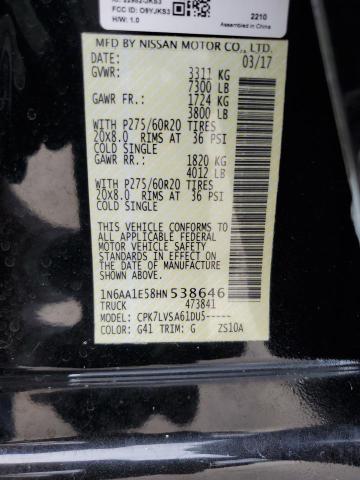 FCC ID: O9YJKS3
H/W: 1.0
2210
Assembled in China
MFD BY NISSAN MOTOR CO., LTD.
DATE: 03/17
GVWR: 3311 KG
7300 LB
GAWR FR: 1724 KG
3800 LB
WITH P275/60R20 TIRES
20X8.0 RIMS AT 36 PSI
COLD SINGLE
GAWR RR: 1820 KG
4012 LB
WITH P275/60R20 TIRES
20X8.0 RIMS AT 36 PSI
COLD SINGLE
THIS VEHICLE CONFORMS TO
ALL APPLICABLE FEDERAL
MOTOR VEHICLE SAFETY STANDARDS
IN EFFECT ON THE DATE OF
MANUFACTURE SHOWN ABOVE.
1N6AA1E58HN538646
TRUCK 473841
MODEL: CPK7LVSA61DU5-----
COLOR: G41 TRIM: G ZS10A